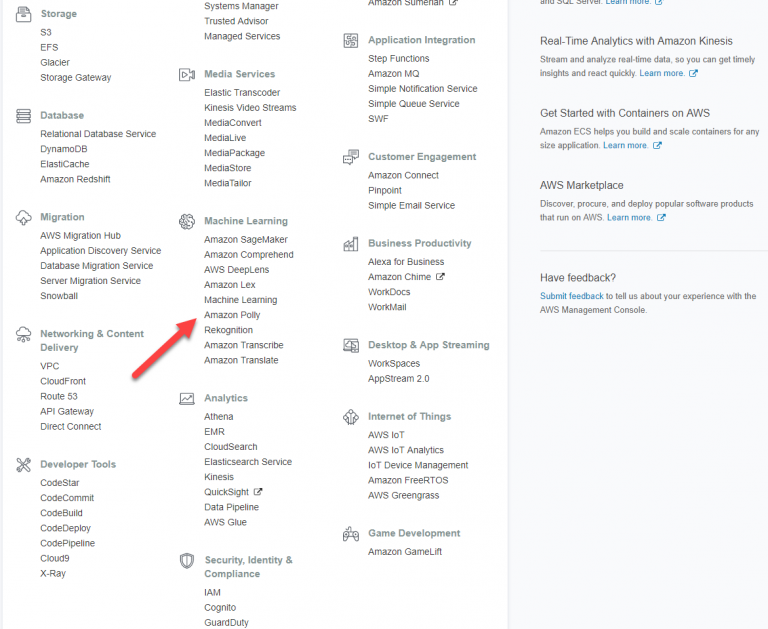 Storage
S3
EFS
Glacier
Storage Gateway
Database
Relational Database Service
DynamoDB
ElastiCache
Amazon Redshift
Migration
AWS Migration Hub
Application Discovery Service
Database Migration Service
Server Migration Service
Snowball
Networking & Content
Delivery
VPC
CloudFront
Route 53
API Gateway
Direct Connect
Developer Tools
CodeStar
CodeCommit
CodeBuild
CodeDeploy
CodePipeline
Cloud9
X-Ray
Systems Manager
Trusted Advisor
Managed Services
Media Services
Elastic Transcoder
Kinesis Video Streams
MediaConvert
MediaLive
MediaPackage
MediaStore
MediaTailor
Machine Learning
Amazon SageMaker
Amazon Comprehend
AWS DeepLens
Amazon Lex
Machine Learning
Amazon Polly
Rekognition
Amazon Transcribe
Amazon Translate
Analytics
Athena
EMR
CloudSearch
Elasticsearch Service
Kinesis
QuickSight
Data Pipeline
AWS Glue
Security, Identity &
Compliance
IAM
Cognito
GuardDuty
Amazon Sumerian
Application Integration
Step Functions
Amazon MQ
Simple Notification Service
Simple Queue Service
SWF
Customer Engagement
Amazon Connect
Pinpoint
Simple Email Service
Business Productivity
Alexa for Business
Amazon Chime
WorkDocs
WorkMail
Desktop & App Streaming
WorkSpaces
AppStream 2.0
Internet of Things
AWS IoT
AWS IoT Analytics
IoT Device Management
Amazon FreeRTOS
AWS Greengrass
Game Development
Amazon GameLift
and SQL Server. Learn more.
Real-Time Analytics with Amazon Kinesis
Stream and analyze real-time data, so you can get timely
insights and react quickly. Learn more.
Get Started with Containers on AWS
Amazon ECS helps you build and scale containers for any
size application. Learn more.
AWS Marketplace
Discover, procure, and deploy popular software products
that run on AWS. Learn more.
Have feedback?
Submit feedback to tell us about your experience with the
AWS Management Console.